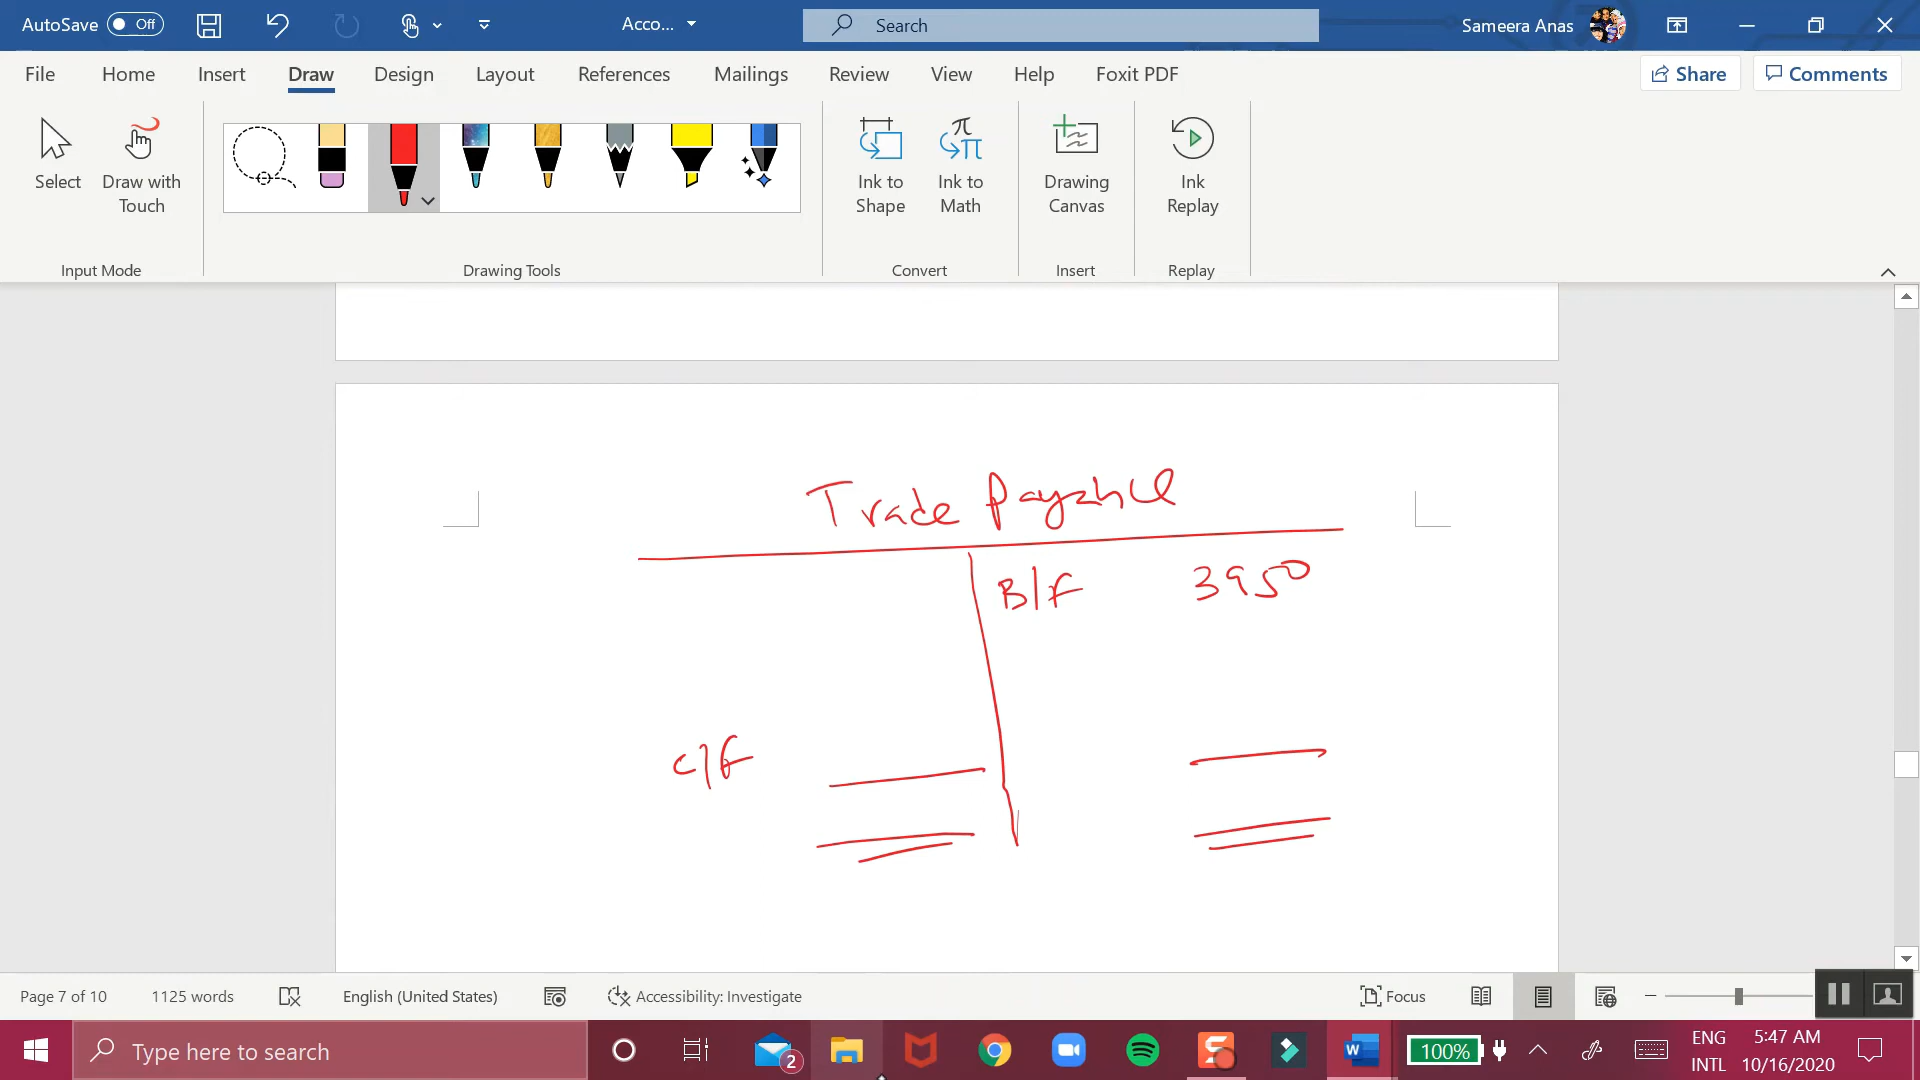 AutoSave Off Acco... Search Sameera Anas
File Home Insert Draw Design Layout References Mailings Review View Help Foxit PDF Share Comments
Select
Draw with Touch
Ink to Shape
Ink to Math
Drawing Canvas
Ink Replay
Input Mode Drawing Tools Convert Insert Replay
Trade Payable
B/F 3950
C/F
Page 7 of 10 1125 words English (United States) Accessibility: Investigate Focus
Type here to search 2 100% ENG 5:47 AM
INTL 10/16/2020